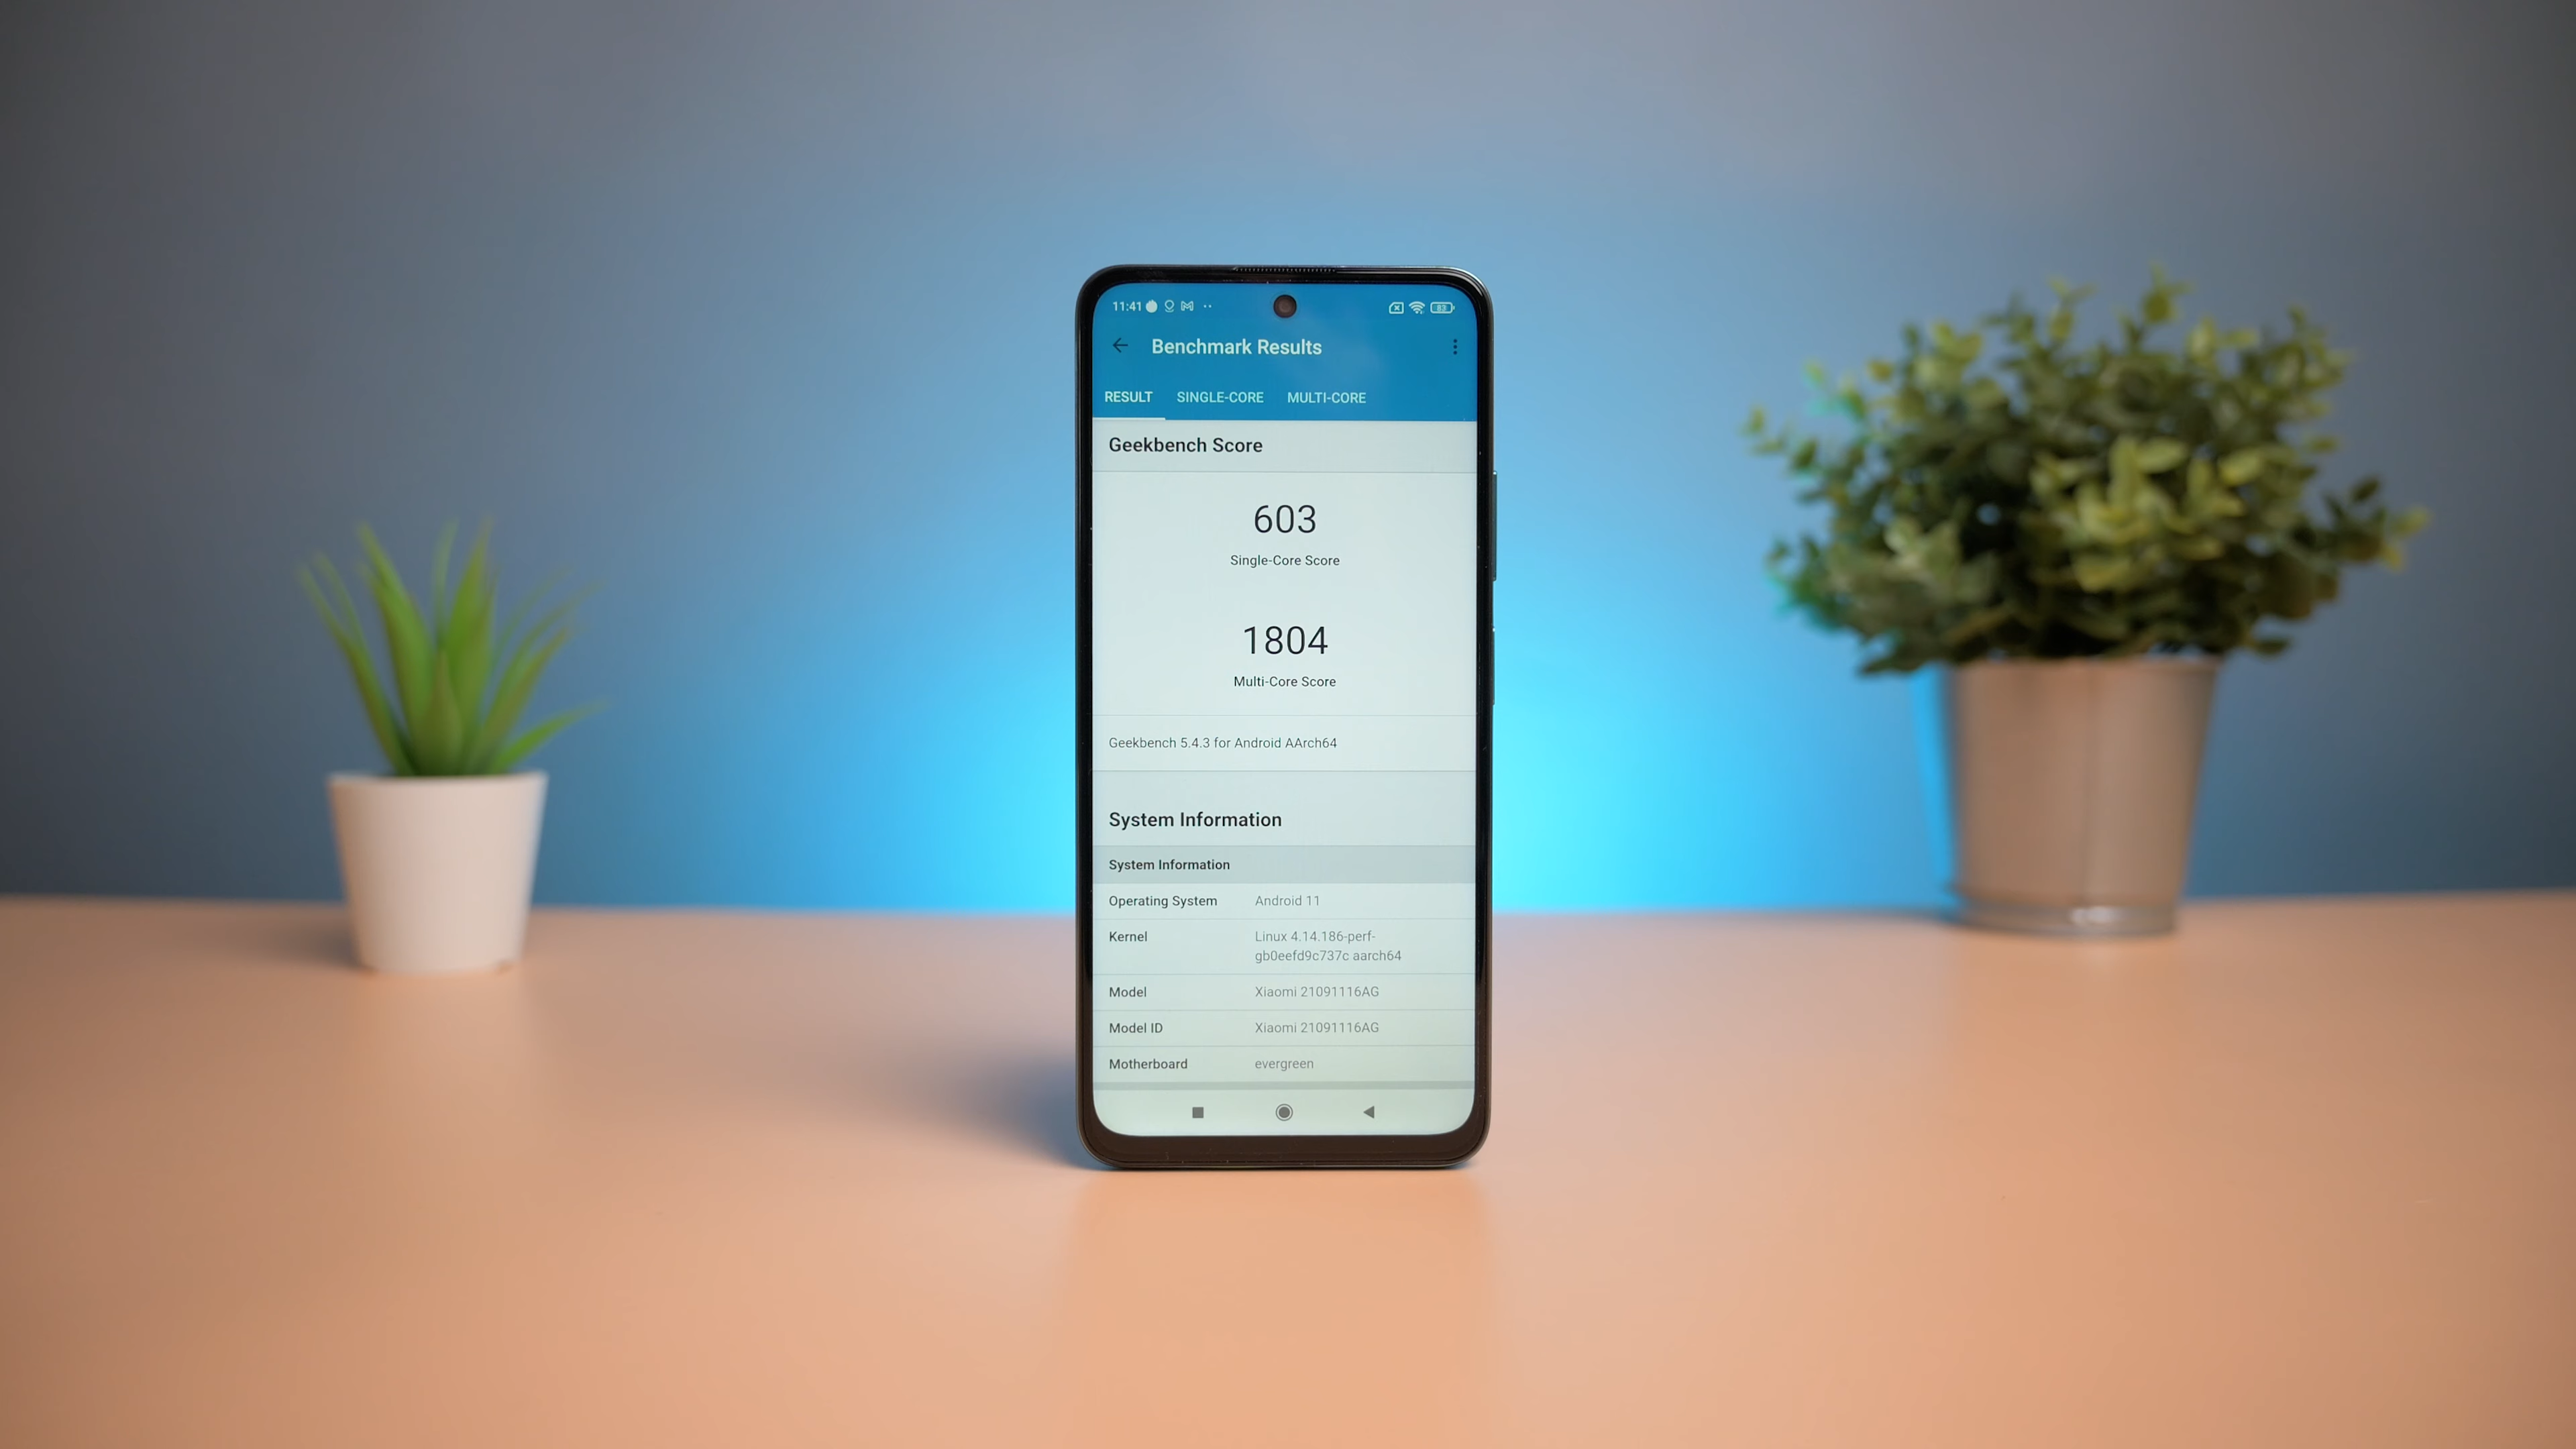 11:41
83
Benchmark Results
RESULT SINGLE-CORE MULTI-CORE
Geekbench Score
603
Single-Core Score
1804
Multi-Core Score
Geekbench 5.4.3 for Android AArch64
System Information
System Information
Operating System Android 11
Kernel Linux 4.14.186-perf-
gb0eefd9c737c aarch64
Model Xiaomi 21091116AG
Model ID Xiaomi 21091116AG
Motherboard evergreen